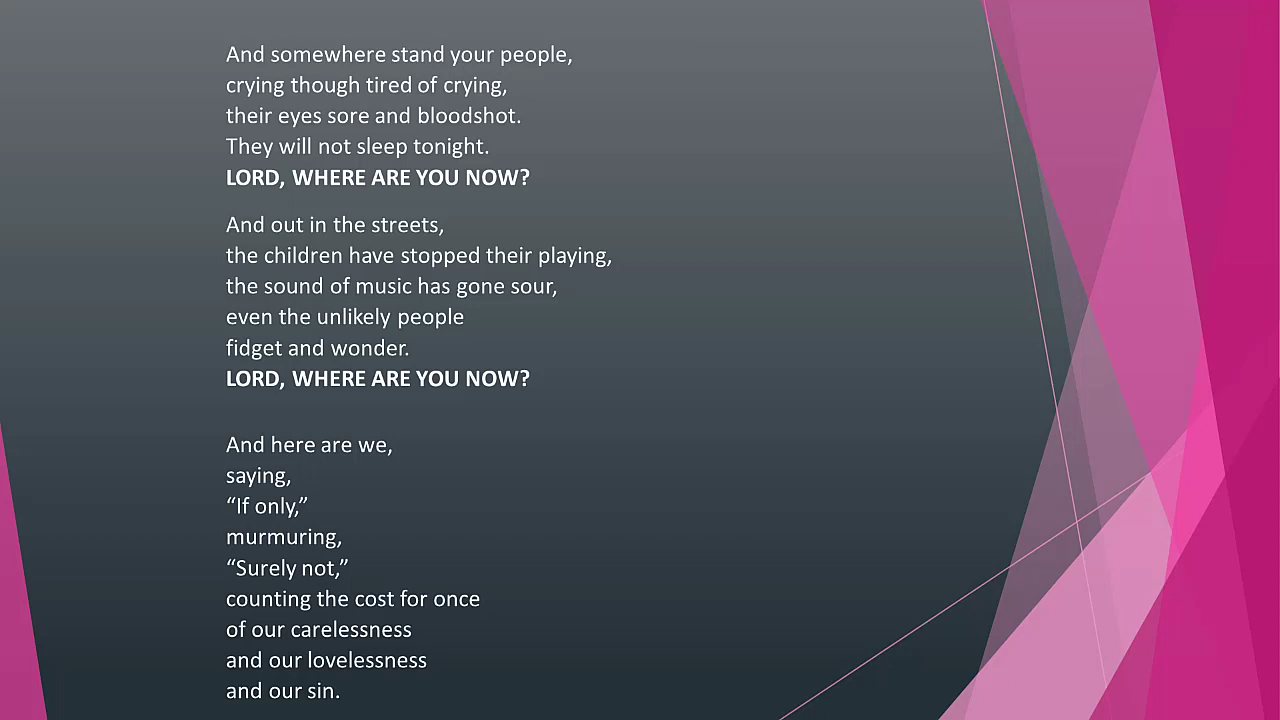 And somewhere stand your people,
crying though tired of crying,
their eyes sore and bloodshot.
They will not sleep tonight.
LORD, WHERE ARE YOU NOW?
And out in the streets,
the children have stopped their playing,
the sound of music has gone sour,
even the unlikely people
fidget and wonder.
LORD, WHERE ARE YOU NOW?
And here are we,
saying,
“If only,”
murmuring,
“Surely not,”
counting the cost for once
of our carelessness
and our lovelessness
and our sin.